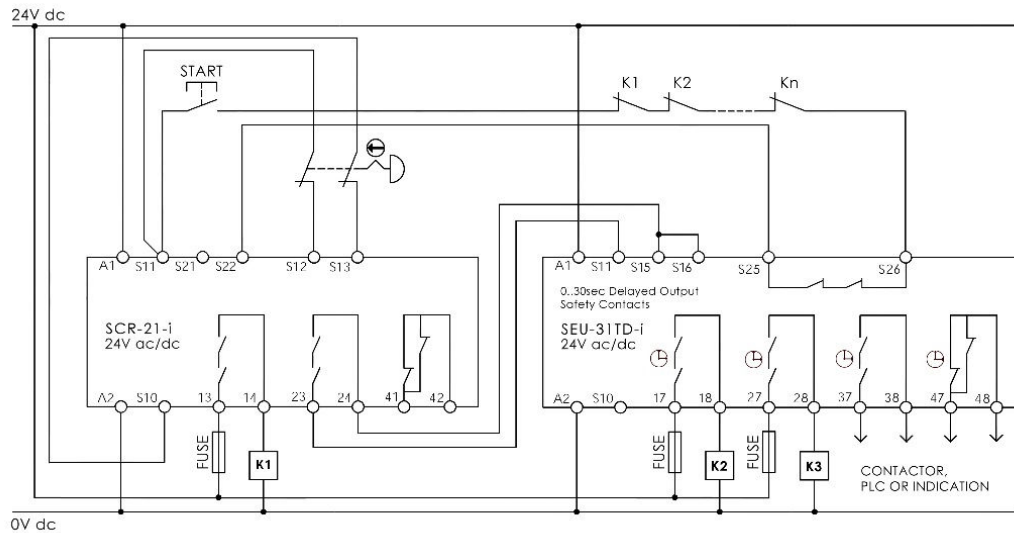 24V dc
START
K1 K2 Kn
A1 S11 S21 S22 S12 S13
A1 S11 S15 S16 S25 S26
0..30sec Delayed Output
Safety Contacts
SCR-21-i
24V ac/dc
SEU-31TD-i
24V ac/dc
A2 S10 13 14 23 24 41 42
A2 S10 17 18 27 28 37 38 47 48
FUSE
K1
FUSE
K2
FUSE
K3
CONTACTOR,
PLC OR INDICATION
0V dc